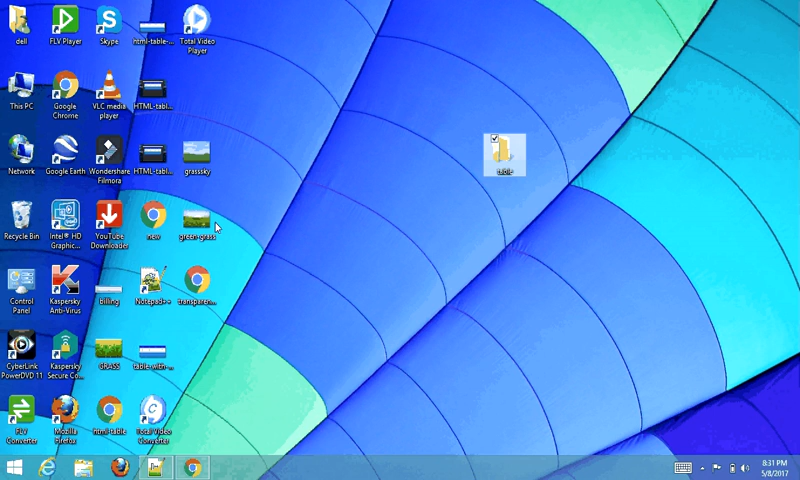 dell
FLV Player
Skype
html-table-...
Total Video
Player
This PC
Google
Chrome
VLC media
player
HTML-tabl...
Network
Google Earth
Wondershare
Filmora
HTML-tabl...
grasssky
table
Recycle Bin
Intel® HD
Graphic...
YouTube
Downloader
new
green-grass
Control
Panel
Kaspersky
Anti-Virus
billing
Notepad++
transparen...
CyberLink
PowerDVD 11
Kaspersky
Secure Co...
GRASS
table-with-...
FLV
Converter
Mozilla
Firefox
html-table
Total Video
Converter
8:31 PM
5/8/2017